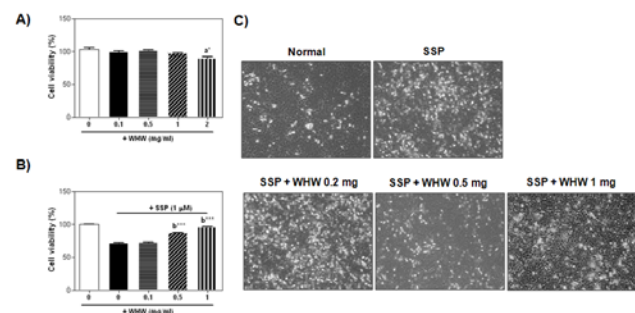 A)
Cell viability (%)
150
100
50
0
a*
0 0.1 0.5 1 2
+ WHW (mg/ml)
B)
Cell viability (%)
150
100
50
0
+ SSP (1 μM)
b***
b***
0 0 0.1 0.5 1
+ WHW (mg/ml)
C)
Normal SSP
SSP + WHW 0.2 mg SSP + WHW 0.5 mg SSP + WHW 1 mg